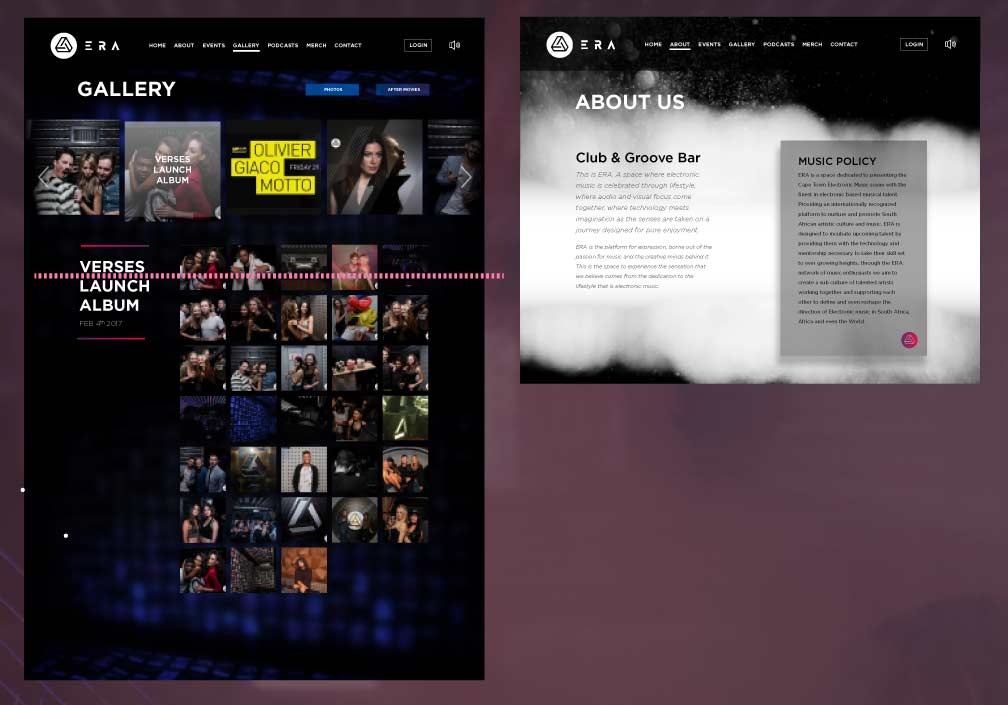 ERA
HOME ABOUT EVENTS GALLERY PODCASTS MERCH CONTACT
LOGIN
GALLERY
PHOTOS
AFTER MOVIES
VERSES
LAUNCH
ALBUM
OLIVIER
GIACO
FRIDAY 29
MOTTO
VERSES
LAUNCH
ALBUM
FEB 4th 2017
ERA
HOME ABOUT EVENTS GALLERY PODCASTS MERCH CONTACT
LOGIN
ABOUT US
Club & Groove Bar
This is ERA. A space where electronic
music is celebrated through lifestyle,
where audio and visual focus come
together, where technology meets
imagination as the senses are taken on a
journey designed for pure enjoyment.
ERA is the platform for expression, borne out of the
passion for music and the creative minds behind it.
This is the space to experience the sensation that
we believe comes from the dedication to the
lifestyle that is electronic music.
MUSIC POLICY
ERA is a space dedicated to presenting the
Cape Town Electronic Music scene with the
finest in electronic based musical talent.
Providing an internationally recognized
platform to nurture and promote South
African artistic culture and music. ERA is
designed to incubate upcoming talent by
providing them with the technology and
mentorship necessary to take their skill set
to ever growing heights, through the ERA
network of music enthusiasts we aim to
create a sub culture of talented artists
working together and supporting each
other to define and even reshape the
direction of Electronic music in South Africa,
Africa and even the World.